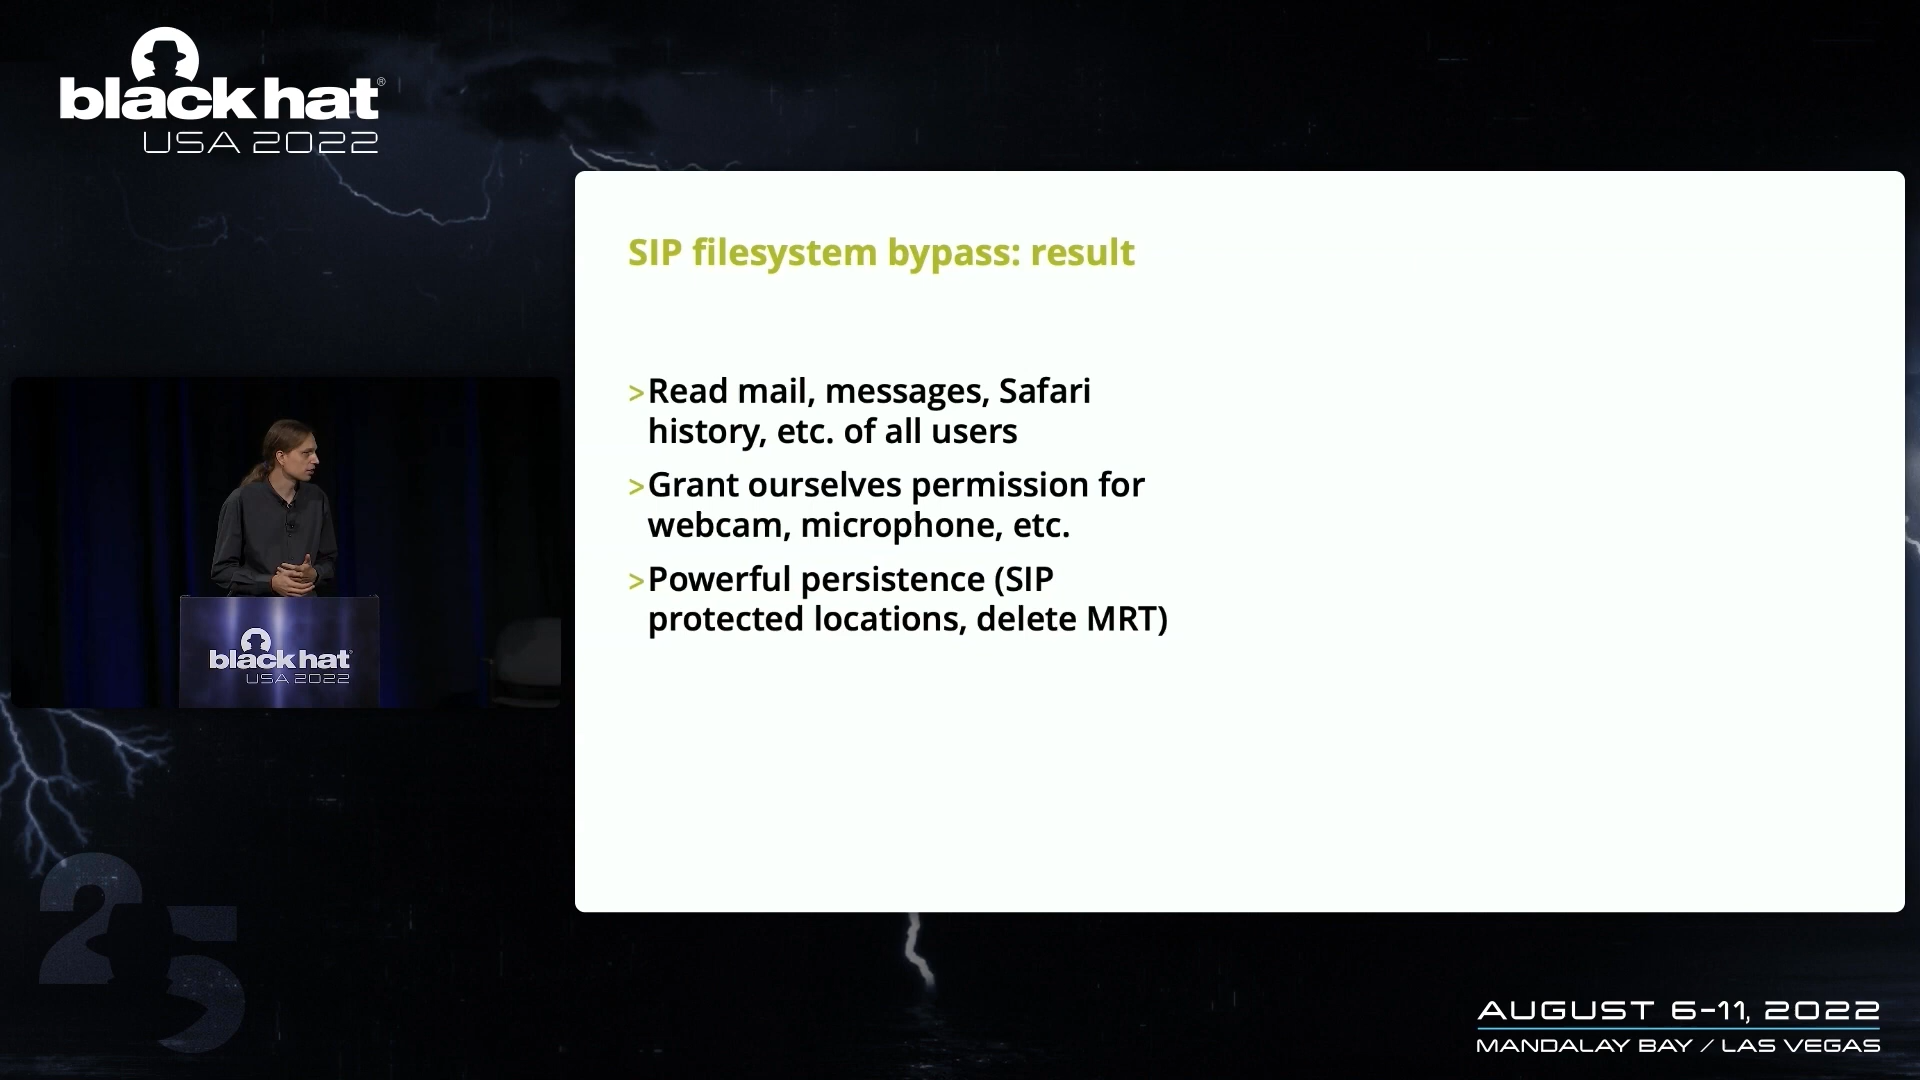 black hat®
USA 2022
SIP filesystem bypass: result
>Read mail, messages, Safari
history, etc. of all users
>Grant ourselves permission for
webcam, microphone, etc.
>Powerful persistence (SIP
protected locations, delete MRT)
black hat
USA 2022
25
AUGUST 6-11, 2022
MANDALAY BAY / LAS VEGAS